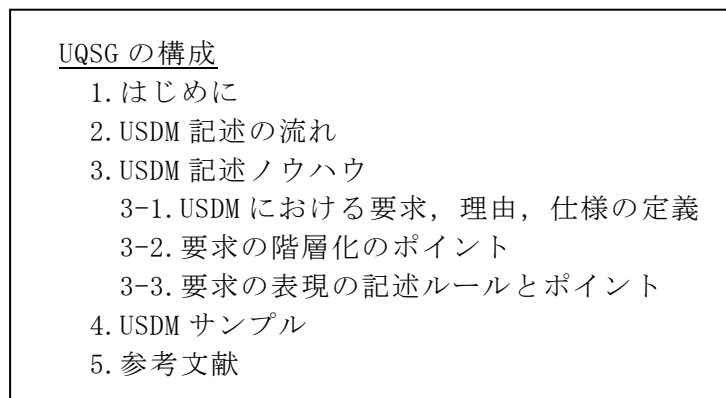 UQSG の構成
1.はじめに
2.USDM 記述の流れ
3.USDM 記述ノウハウ
3-1.USDM における要求，理由，仕様の定義
3-2.要求の階層化のポイント
3-3.要求の表現の記述ルールとポイント
4.USDM サンプル
5.参考文献